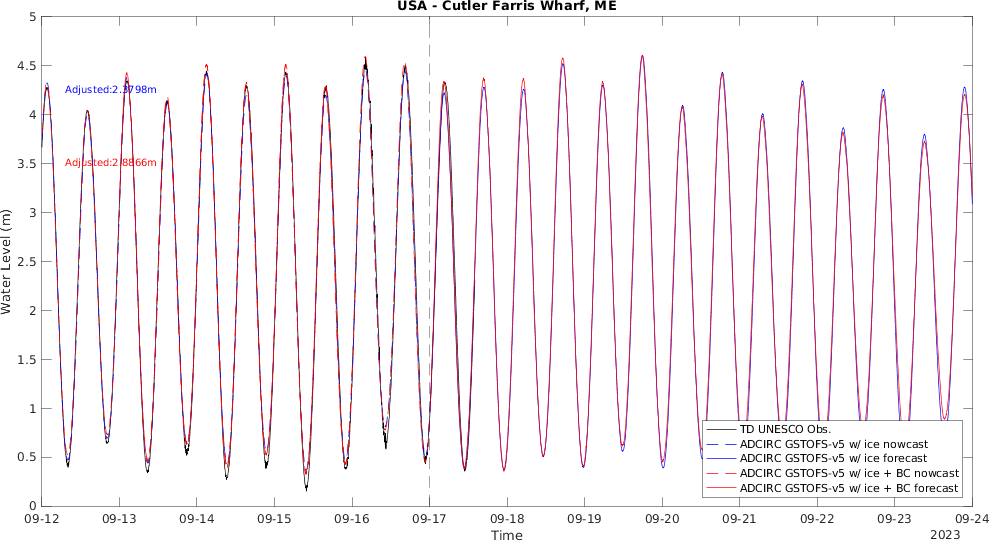 USA - Cutler Farris Wharf, ME
5
4.5
4
3.5
3
2.5
2
1.5
1
0.5
0
Water Level (m)
Adjusted:2.3798m
Adjusted:2.8866m
TD UNESCO Obs.
ADCIRC GSTOFS-v5 w/ ice nowcast
ADCIRC GSTOFS-v5 w/ ice forecast
ADCIRC GSTOFS-v5 w/ ice + BC nowcast
ADCIRC GSTOFS-v5 w/ ice + BC forecast
09-12 09-13 09-14 09-15 09-16 09-17 09-18 09-19 09-20 09-21 09-22 09-23 09-24
Time
2023